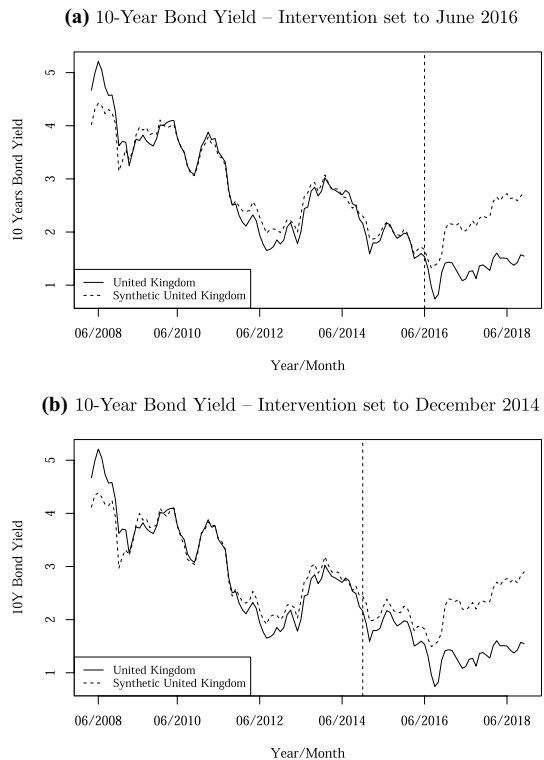 (a) 10-Year Bond Yield – Intervention set to June 2016
10 Years Bond Yield
5
4
3
2
1
United Kingdom
Synthetic United Kingdom
06/2008 06/2010 06/2012 06/2014 06/2016 06/2018
Year/Month
(b) 10-Year Bond Yield – Intervention set to December 2014
10Y Bond Yield
5
4
3
2
1
United Kingdom
Synthetic United Kingdom
06/2008 06/2010 06/2012 06/2014 06/2016 06/2018
Year/Month